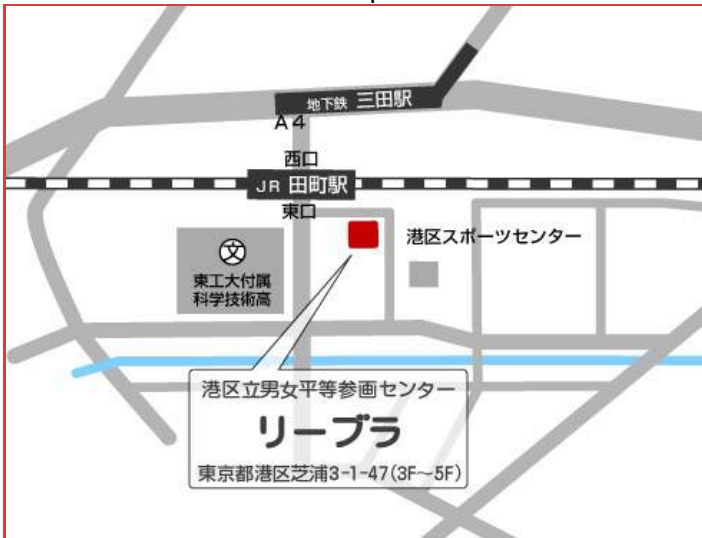 地下鉄 三田駅
A4
西口
JR 田町駅
東口
港区スポーツセンター
文
東工大付属
科学技術高
港区立男女平等参画センター
リーブラ
東京都港区芝浦3-1-47(3F～5F)